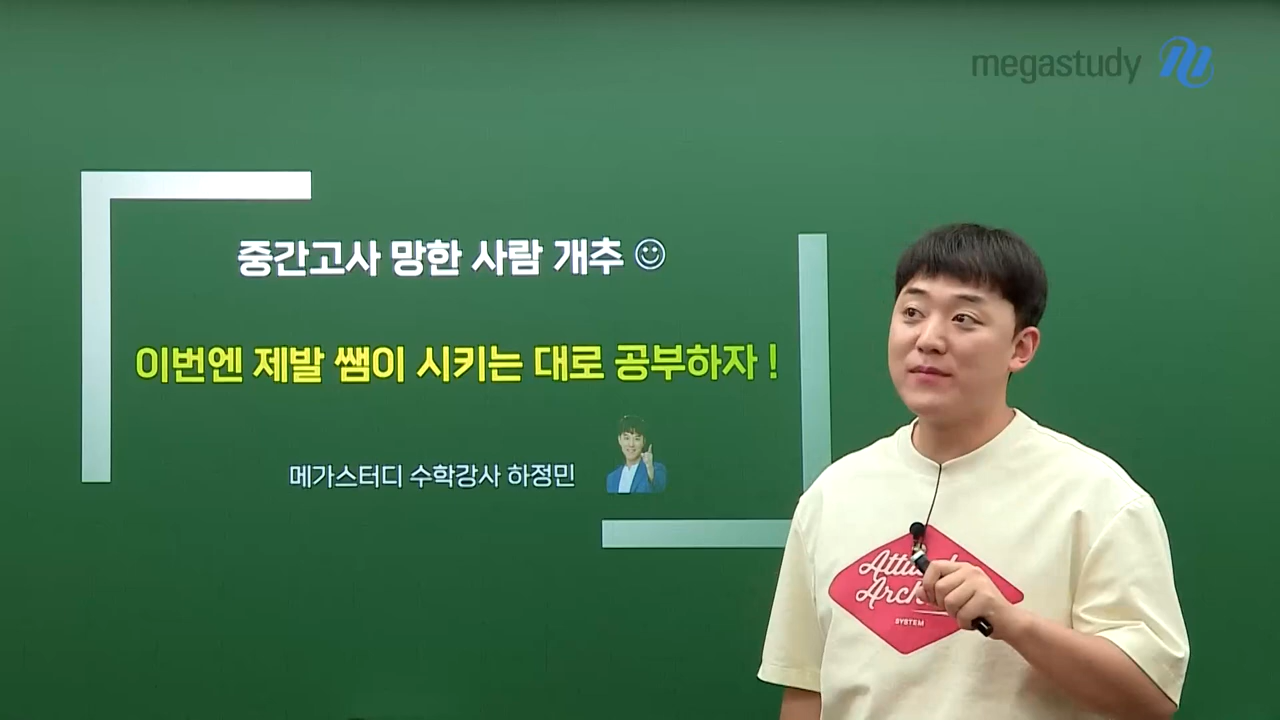 megastudy
중간고사 망한 사람 개추
이번엔 제발 쌤이 시키는 대로 공부하자 !
메가스터디 수학강사 하정민
SYSTEM